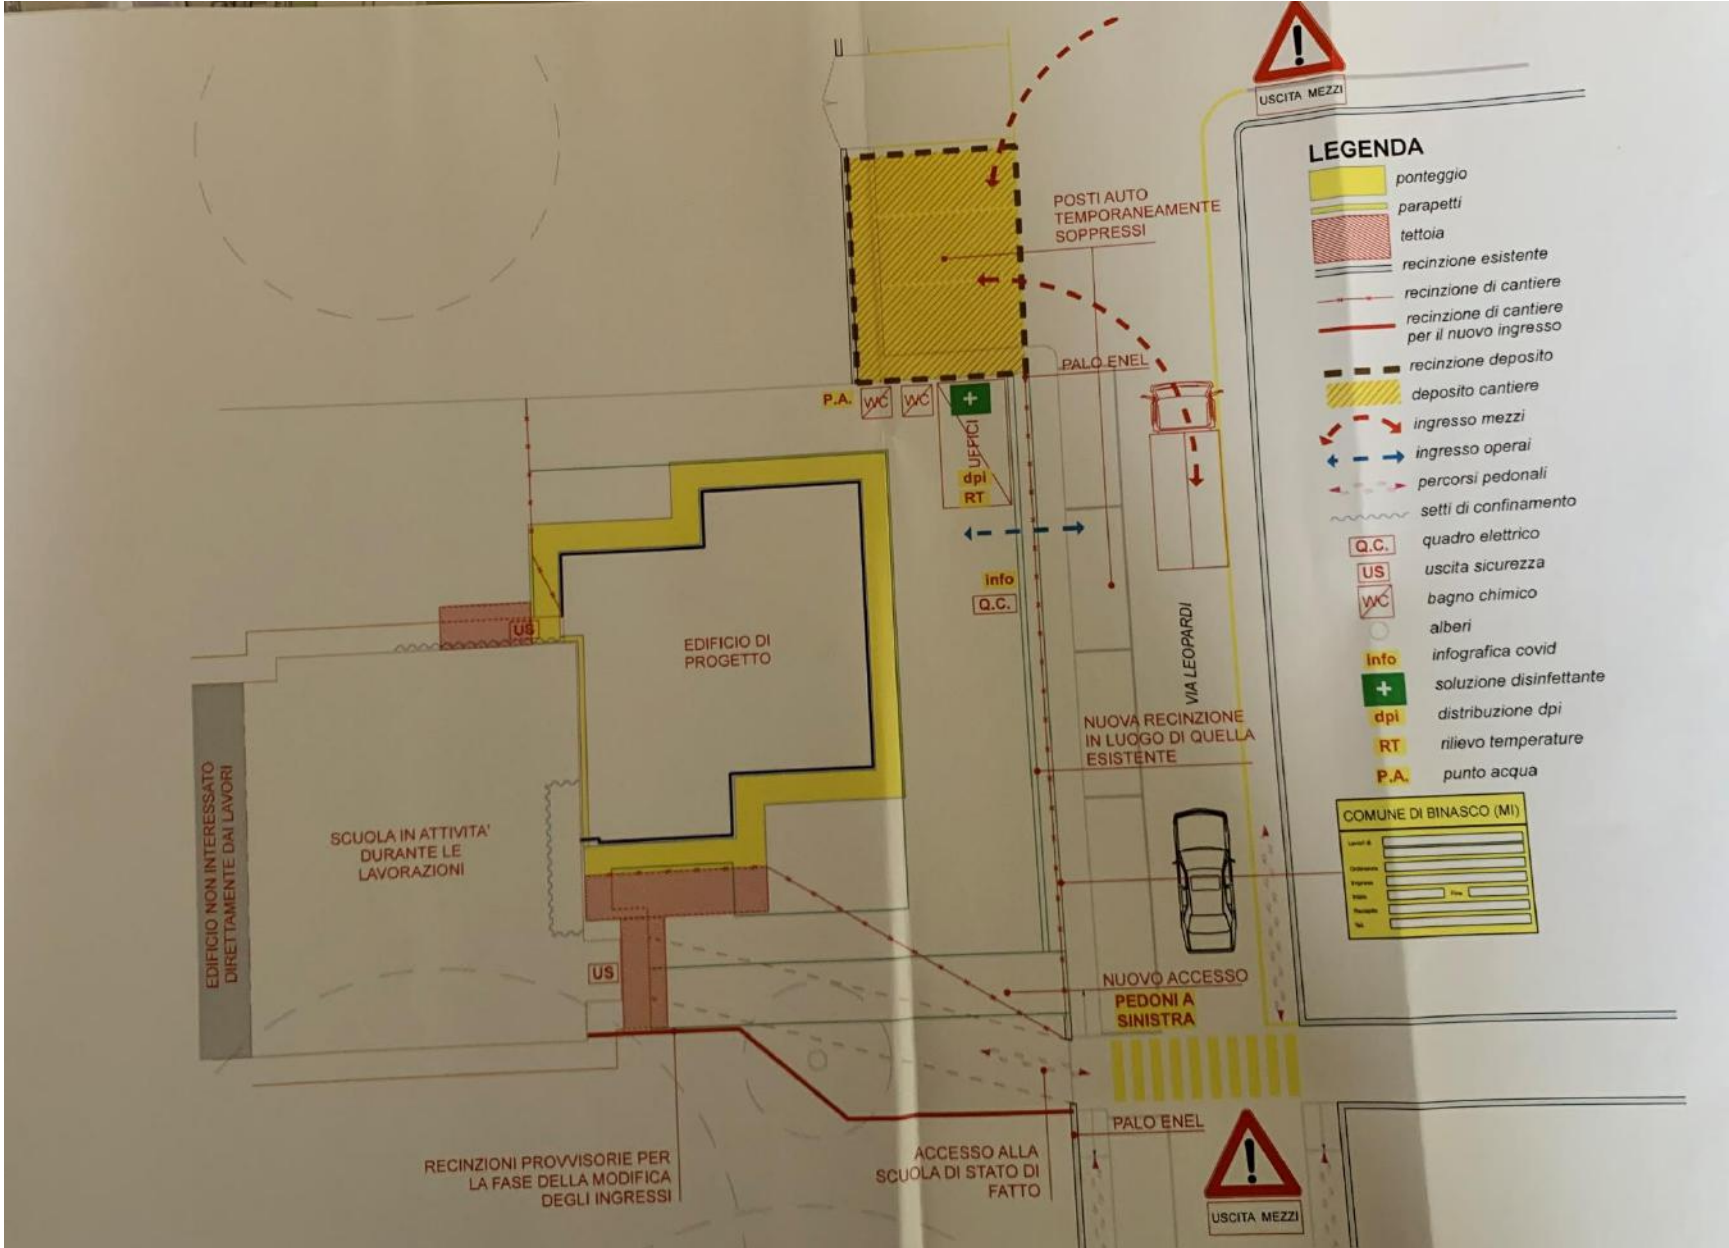 USCITA MEZZI
LEGENDA
ponteggio
parapetti
tettoia
recinzione esistente
recinzione di cantiere
recinzione di cantiere
per il nuovo ingresso
recinzione deposito
deposito cantiere
ingresso mezzi
ingresso operai
percorsi pedonali
setti di confinamento
Q.C.
quadro elettrico
US
uscita sicurezza
WC
bagno chimico
alberi
info
infografica covid
+
soluzione disinfettante
dpi
distribuzione dpi
RT
rilievo temperature
P.A.
punto acqua
COMUNE DI BINASCO (MI)
POSTI AUTO
TEMPORANEAMENTE
SOPPRESSI
PALO ENEL
P.A.
WC
WC
+
UFFICI
dpi
RT
info
Q.C.
US
EDIFICIO DI
PROGETTO
VIA LEOPARDI
NUOVA RECINZIONE
IN LUOGO DI QUELLA
ESISTENTE
EDIFICIO NON INTERESSATO
DIRETTAMENTE DAI LAVORI
SCUOLA IN ATTIVITA'
DURANTE LE
LAVORAZIONI
US
NUOVO ACCESSO
PEDONI A
SINISTRA
PALO ENEL
RECINZIONI PROVVISORIE PER
LA FASE DELLA MODIFICA
DEGLI INGRESSI
ACCESSO ALLA
SCUOLA DI STATO DI
FATTO
USCITA MEZZI